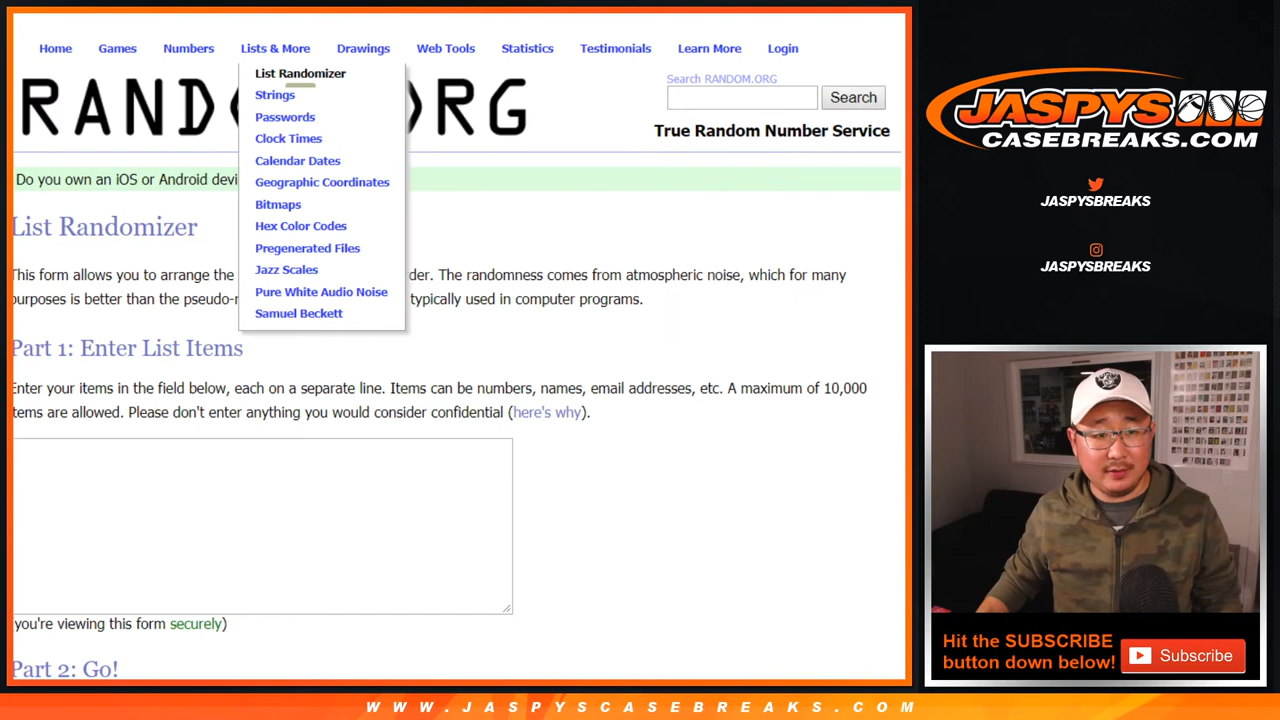 Home Games Numbers Lists & More Drawings Web Tools Statistics Testimonials Learn More Login
List Randomizer
Strings
Passwords
Clock Times
Calendar Dates
Geographic Coordinates
Bitmaps
Hex Color Codes
Pregenerated Files
Jazz Scales
Pure White Audio Noise
Samuel Beckett
RAND RG
Search RANDOM.ORG
Search
True Random Number Service
Do you own an iOS or Android devi
List Randomizer
This form allows you to arrange the der. The randomness comes from atmospheric noise, which for many
purposes is better than the pseudo-r typically used in computer programs.
Part 1: Enter List Items
Enter your items in the field below, each on a separate line. Items can be numbers, names, email addresses, etc. A maximum of 10,000
items are allowed. Please don't enter anything you would consider confidential (here's why).
you're viewing this form securely)
Part 2: Go!
JASPYS
CASEBREAKS.COM
JASPYSBREAKS
JASPYSBREAKS
Hit the SUBSCRIBE
button down below!
Subscribe
WWW.JASPYSCASEBREAKS.COM